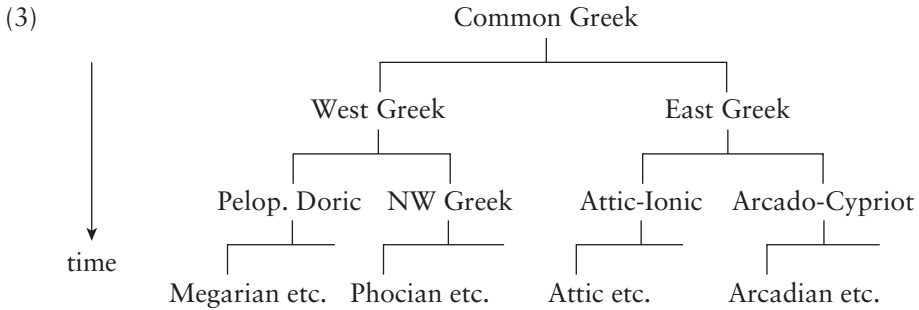 (3)
Common Greek
West Greek East Greek
Pelop. Doric NW Greek Attic-Ionic Arcado-Cypriot
time
Megarian etc. Phocian etc. Attic etc. Arcadian etc.